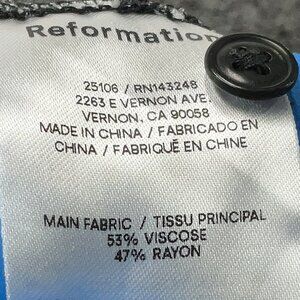 Reformation
25106 / RN143248
2263 E VERNON AVE.
VERNON, CA 90058
MADE IN CHINA / FABRICADO EN
CHINA / FABRIQUÉ EN CHINE
MAIN FABRIC / TISSU PRINCIPAL
53% VISCOSE
47% RAYON